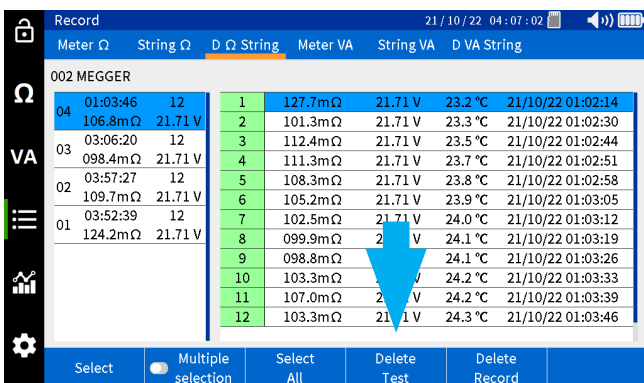 Record 21/10/22 04:07:02
Meter Ω String Ω D Ω String Meter VA String VA D VA String
002 MEGGER
Ω
VA
04 01:03:46 12
106.8mΩ 21.71 V
03 03:06:20 12
098.4mΩ 21.71 V
02 03:57:27 12
109.7mΩ 21.71 V
01 03:52:39 12
124.2mΩ 21.71 V
1 127.7mΩ 21.71 V 23.2 °C 21/10/22 01:02:14
2 101.3mΩ 21.71 V 23.3 °C 21/10/22 01:02:30
3 112.4mΩ 21.71 V 23.5 °C 21/10/22 01:02:44
4 111.3mΩ 21.71 V 23.7 °C 21/10/22 01:02:51
5 108.3mΩ 21.71 V 23.8 °C 21/10/22 01:02:58
6 105.2mΩ 21.71 V 23.9 °C 21/10/22 01:03:05
7 102.5mΩ 21.71 V 24.0 °C 21/10/22 01:03:12
8 099.9mΩ V 24.1 °C 21/10/22 01:03:19
9 098.8mΩ 24.1 °C 21/10/22 01:03:26
10 103.3mΩ V 24.2 °C 21/10/22 01:03:33
11 107.0mΩ V 24.2 °C 21/10/22 01:03:39
12 103.3mΩ V 24.3 °C 21/10/22 01:03:46
Select Multiple selection Select All Delete Test Delete Record